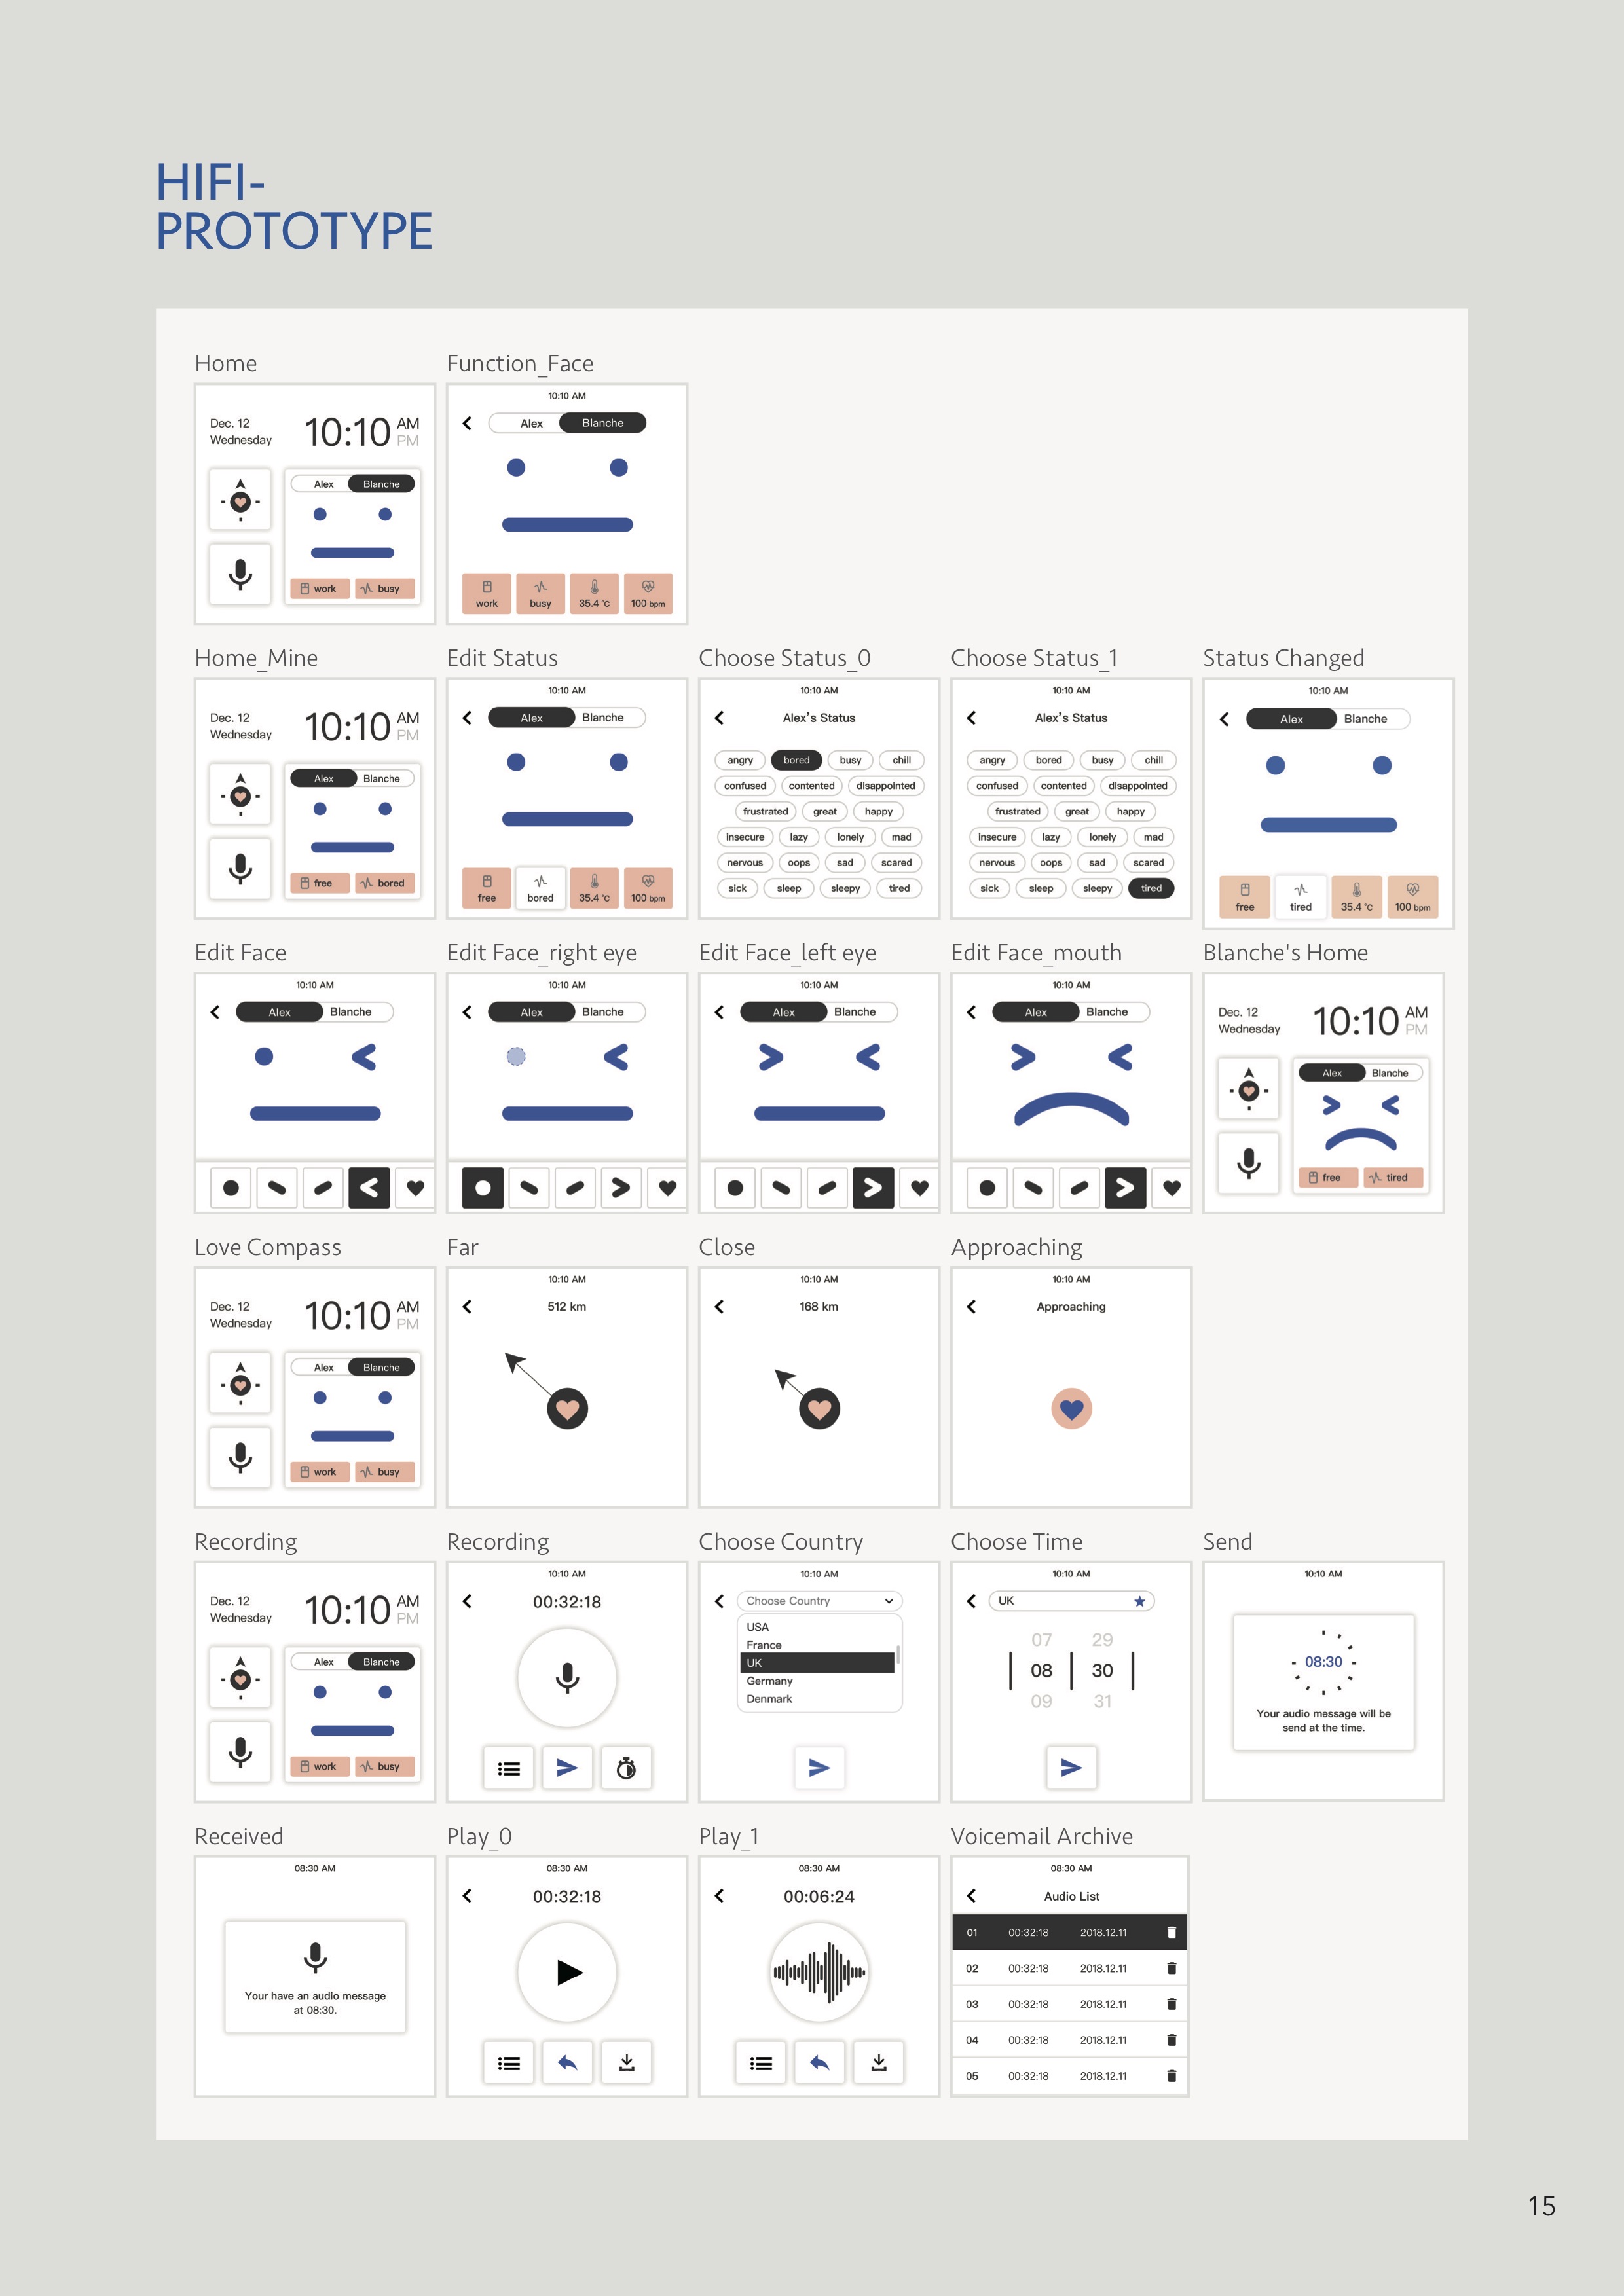 HIFI-
PROTOTYPE
Home
Dec. 12
Wednesday
10:10 AM PM
Alex Blanche
work busy
Function_Face
10:10 AM
Alex Blanche
work busy 35.4 °C 100 bpm
Home_Mine
Dec. 12
Wednesday
10:10 AM PM
Alex Blanche
free bored
Edit Status
10:10 AM
Alex Blanche
free bored 35.4 °C 100 bpm
Choose Status_0
10:10 AM
Alex's Status
angry bored busy chill
confused contented disappointed
frustrated great happy
insecure lazy lonely mad
nervous oops sad scared
sick sleep sleepy tired
Choose Status_1
10:10 AM
Alex's Status
angry bored busy chill
confused contented disappointed
frustrated great happy
insecure lazy lonely mad
nervous oops sad scared
sick sleep sleepy tired
Status Changed
10:10 AM
Alex Blanche
free tired 35.4 °C 100 bpm
Edit Face
10:10 AM
Alex Blanche
Edit Face_right eye
10:10 AM
Alex Blanche
Edit Face_left eye
10:10 AM
Alex Blanche
Edit Face_mouth
10:10 AM
Alex Blanche
Blanche's Home
Dec. 12
Wednesday
10:10 AM PM
Alex Blanche
free tired
Love Compass
Dec. 12
Wednesday
10:10 AM PM
Alex Blanche
work busy
Far
10:10 AM
512 km
Close
10:10 AM
168 km
Approaching
10:10 AM
Approaching
Recording
Dec. 12
Wednesday
10:10 AM PM
Alex Blanche
work busy
Recording
10:10 AM
00:32:18
Choose Country
10:10 AM
Choose Country
USA
France
UK
Germany
Denmark
Choose Time
10:10 AM
UK
07 29
08 30
09 31
Send
10:10 AM
08:30
Your audio message will be
send at the time.
Received
08:30 AM
Your have an audio message
at 08:30.
Play_0
08:30 AM
00:32:18
Play_1
08:30 AM
00:06:24
Voicemail Archive
08:30 AM
Audio List
01 00:32:18 2018.12.11
02 00:32:18 2018.12.11
03 00:32:18 2018.12.11
04 00:32:18 2018.12.11
05 00:32:18 2018.12.11
15